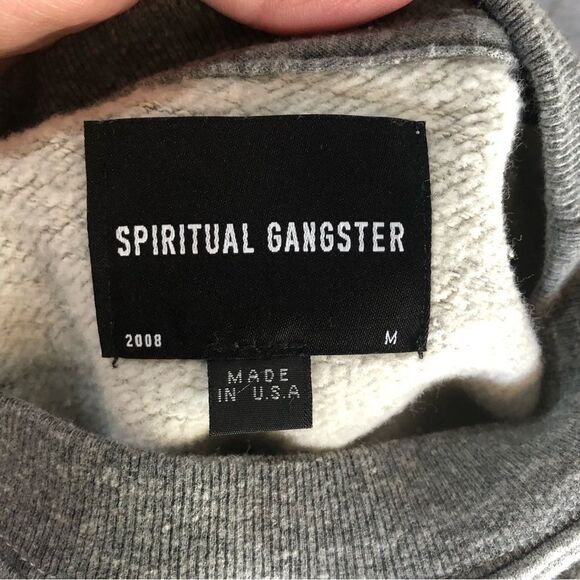 SPIRITUAL GANGSTER
2008 M
MADE
IN U.S.A